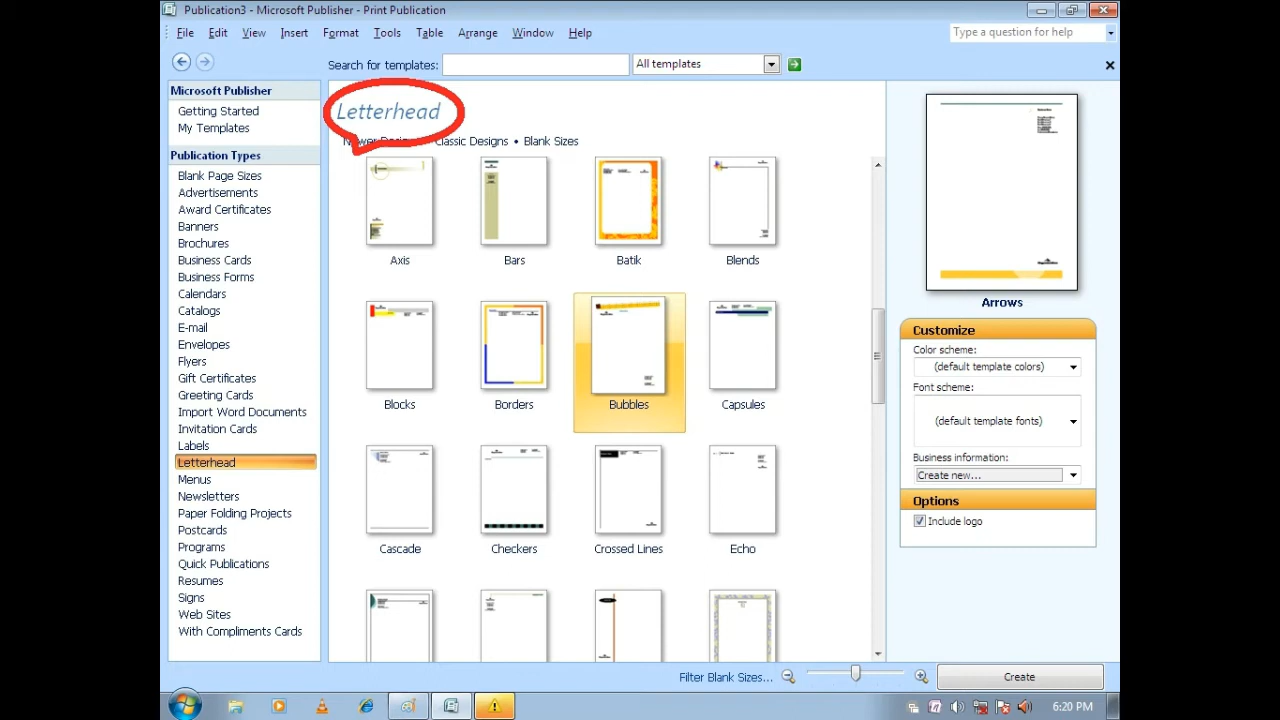 Publication3 - Microsoft Publisher - Print Publication
File Edit View Insert Format Tools Table Arrange Window Help
Type a question for help
Search for templates:
All templates
Microsoft Publisher
Getting Started
My Templates
Publication Types
Blank Page Sizes
Advertisements
Award Certificates
Banners
Brochures
Business Cards
Business Forms
Calendars
Catalogs
E-mail
Envelopes
Flyers
Gift Certificates
Greeting Cards
Import Word Documents
Invitation Cards
Labels
Letterhead
Menus
Newsletters
Paper Folding Projects
Postcards
Programs
Quick Publications
Resumes
Signs
Web Sites
With Compliments Cards
Letterhead
Designs • Blank Sizes
Axis Bars Batik Blends
Blocks Borders Bubbles Capsules
Cascade Checkers Crossed Lines Echo
Arrows
Customize
Color scheme:
(default template colors)
Font scheme:
(default template fonts)
Business information:
Create new...
Options
Include logo
Filter Blank Sizes...
Create
6:20 PM